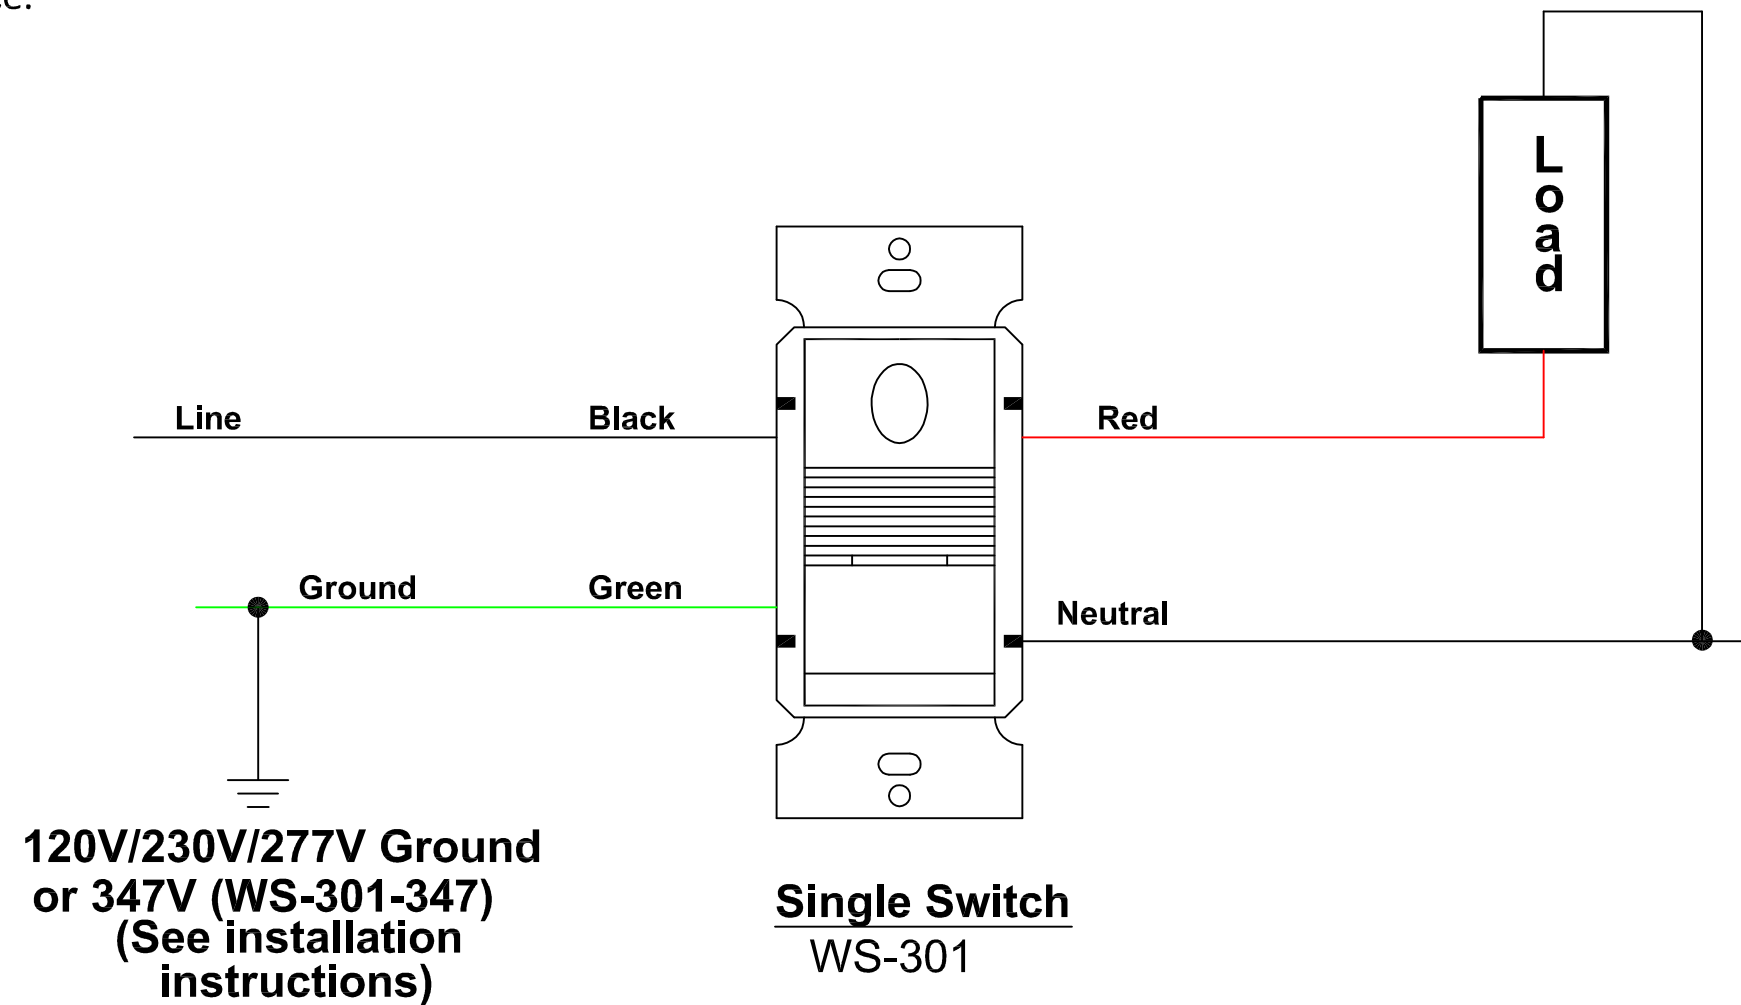 Load
Line
Black
Red
Ground
Green
Neutral
120V/230V/277V Ground
or 347V (WS-301-347)
(See installation
instructions)
Single Switch
WS-301